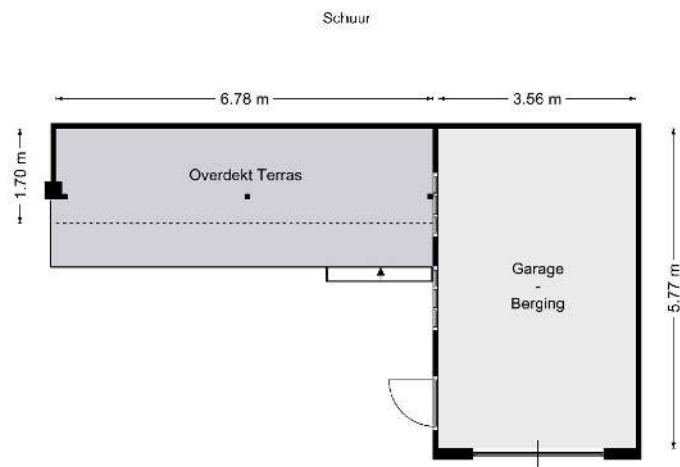 Schuur
6.78 m
3.56 m
1.70 m
Overdekt Terras
Garage
-
Berging
5.77 m